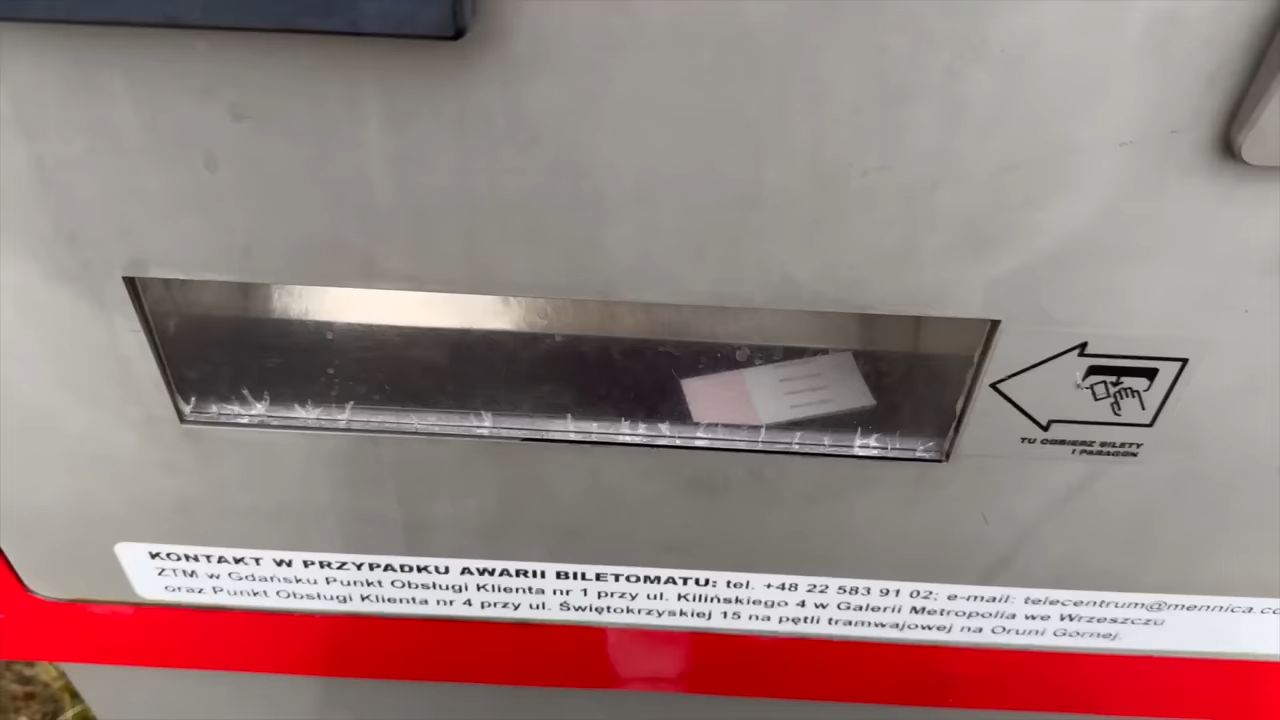 TU ODBIERZ BILETY
I PARAGON
KONTAKT W PRZYPADKU AWARII BILETOMATU: tel. +48 22 583 91 02; e-mail: telecentrum@mennica.co
ZTM w Gdańsku Punkt Obsługi Klienta nr 1 przy ul. Kilińskiego 4 w Galerii Metropolia we Wrzeszczu
oraz Punkt Obsługi Klienta nr 4 przy ul. Świętokrzyskiej 15 na pętli tramwajowej na Oruni Górnej.